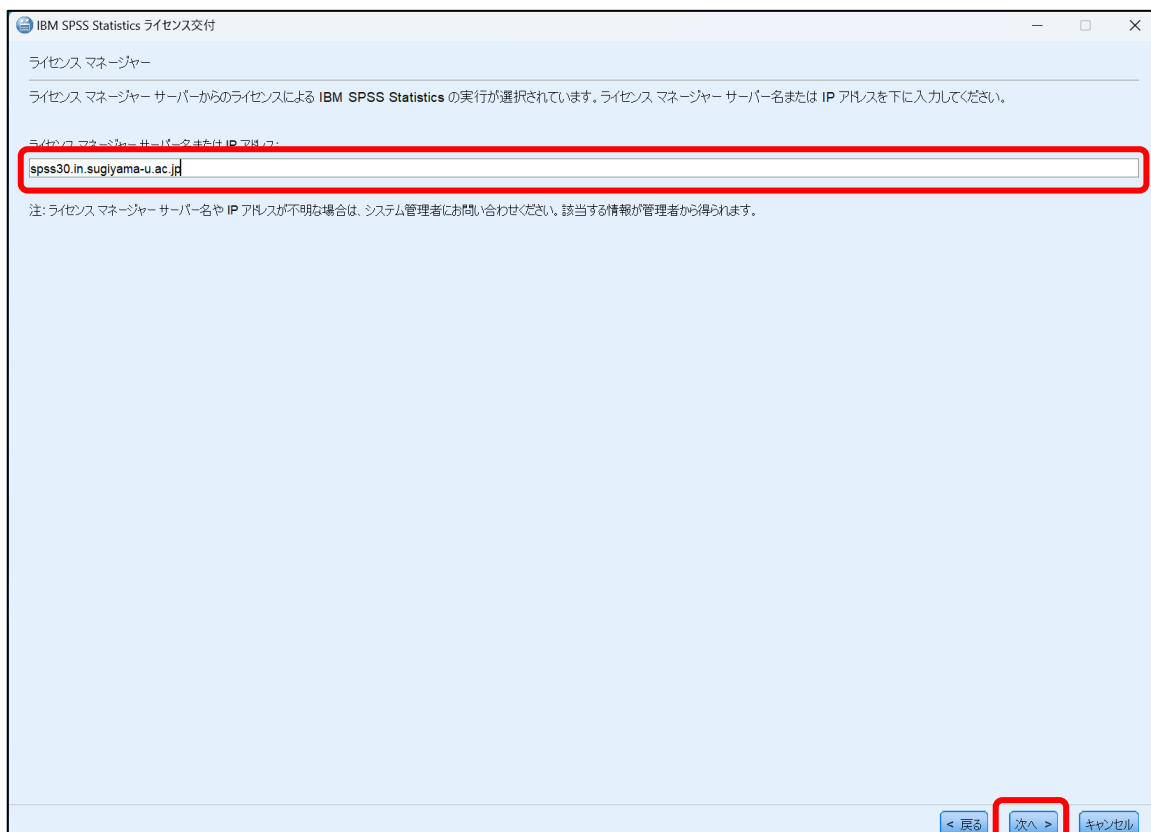 IBM SPSS Statistics ライセンス交付
ライセンス マネージャー
ライセンス マネージャー サーバーからのライセンスによる IBM SPSS Statistics の実行が選択されています。ライセンス マネージャー サーバー名または IP アドレスを下に入力してください。
ライセンス マネージャー サーバー名または IP アドレス:
spss30.in.sugiyama-u.ac.jp
注: ライセンス マネージャー サーバー名や IP アドレスが不明な場合は、システム管理者にお問い合わせください。該当する情報が管理者から得られます。
< 戻る 次へ > キャンセル